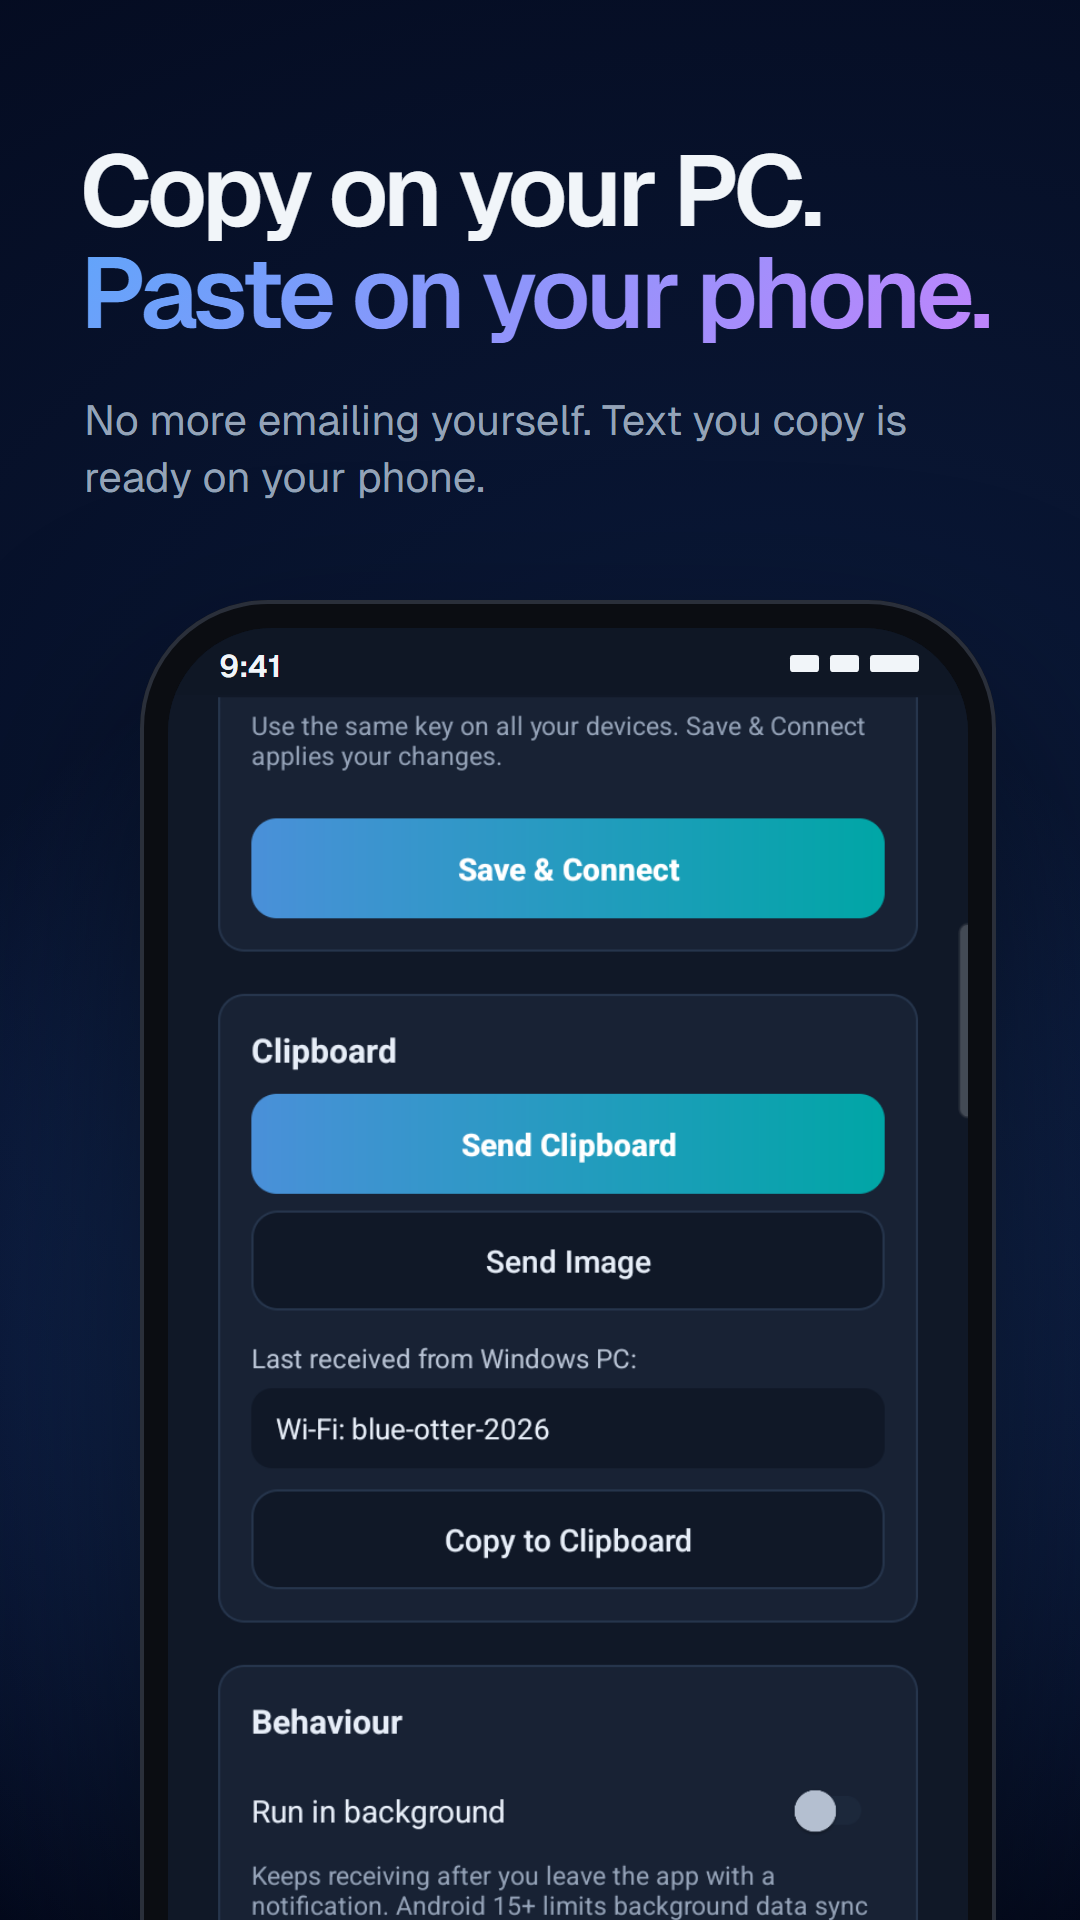 Copy on your PC.
Paste on your phone.
No more emailing yourself. Text you copy is
ready on your phone.
9:41
Use the same key on all your devices. Save & Connect
applies your changes.
Save & Connect
Clipboard
Send Clipboard
Send Image
Last received from Windows PC:
Wi-Fi: blue-otter-2026
Copy to Clipboard
Behaviour
Run in background
Keeps receiving after you leave the app with a
notification. Android 15+ limits background data sync